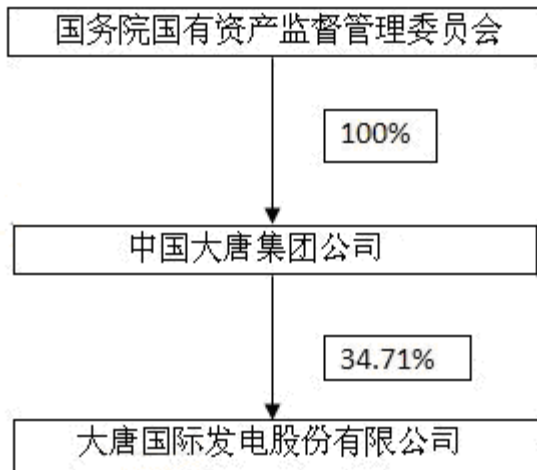 国务院国有资产监督管理委员会
100%
中国大唐集团公司
34.71%
大唐国际发电股份有限公司